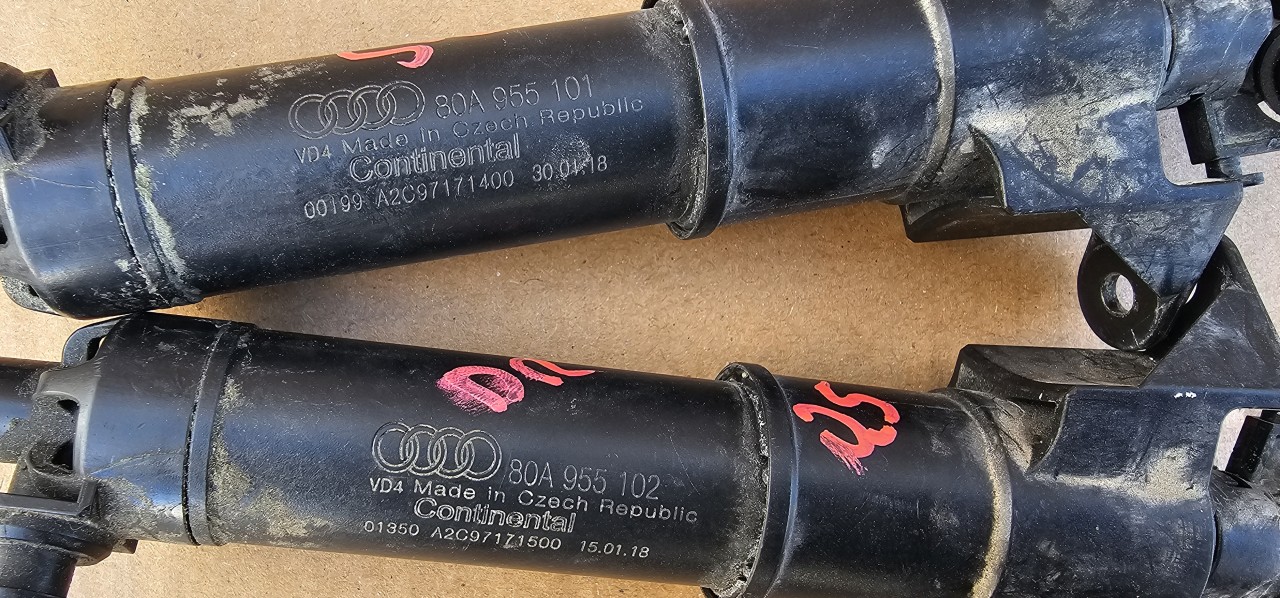 80A 955 101
VD4 Made in Czech Republic
Continental
00199 A2C97171400 30.01.18
80A 955 102
VD4 Made in Czech Republic
Continental
01350 A2C97171500 15.01.18